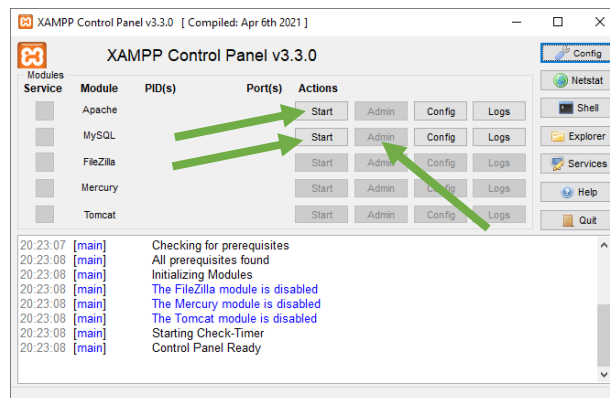 XAMPP Control Panel v3.3.0 [ Compiled: Apr 6th 2021 ]
XAMPP Control Panel v3.3.0
Config
Modules
Service Module PID(s) Port(s) Actions
Netstat
Apache Start Admin Config Logs
Shell
MySQL Start Admin Config Logs
Explorer
FileZilla Start Admin Config Logs
Services
Mercury Start Admin Config Logs
Help
Tomcat Start Admin Config Logs
Quit
20:23:07 [main] Checking for prerequisites
20:23:08 [main] All prerequisites found
20:23:08 [main] Initializing Modules
20:23:08 [main] The FileZilla module is disabled
20:23:08 [main] The Mercury module is disabled
20:23:08 [main] The Tomcat module is disabled
20:23:08 [main] Starting Check-Timer
20:23:08 [main] Control Panel Ready